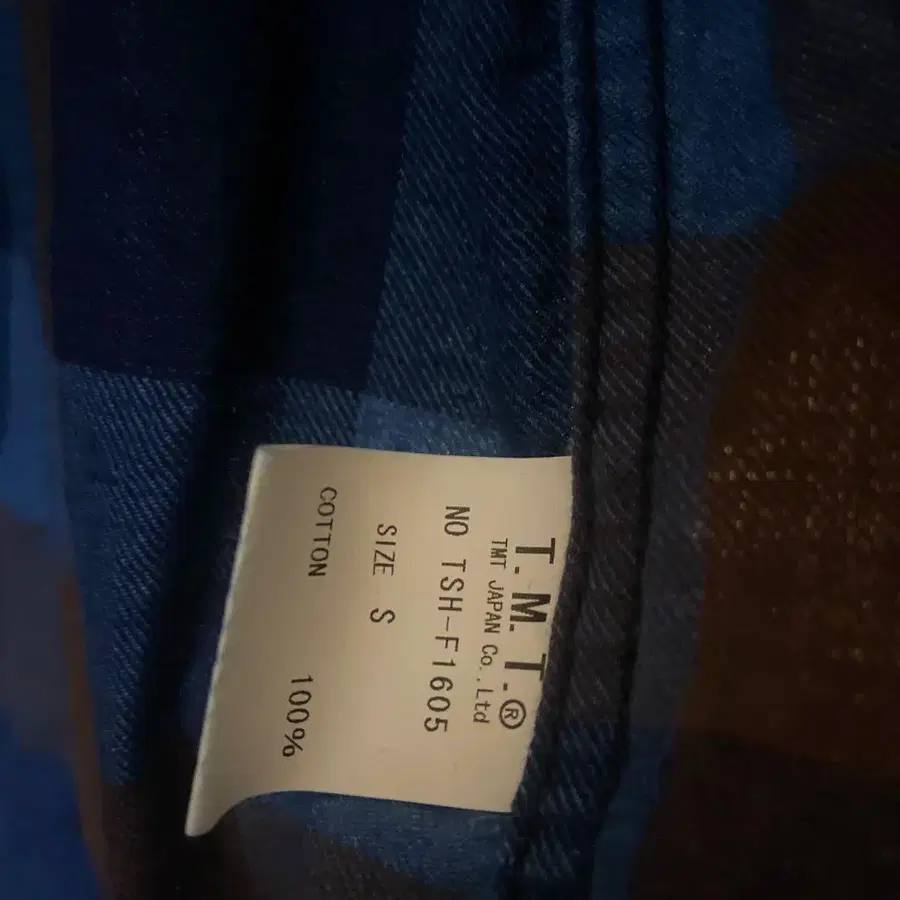 T. M. T.®
TMT JAPAN Co.,Ltd
NO TSH-F1605
SIZE S
COTTON 100%